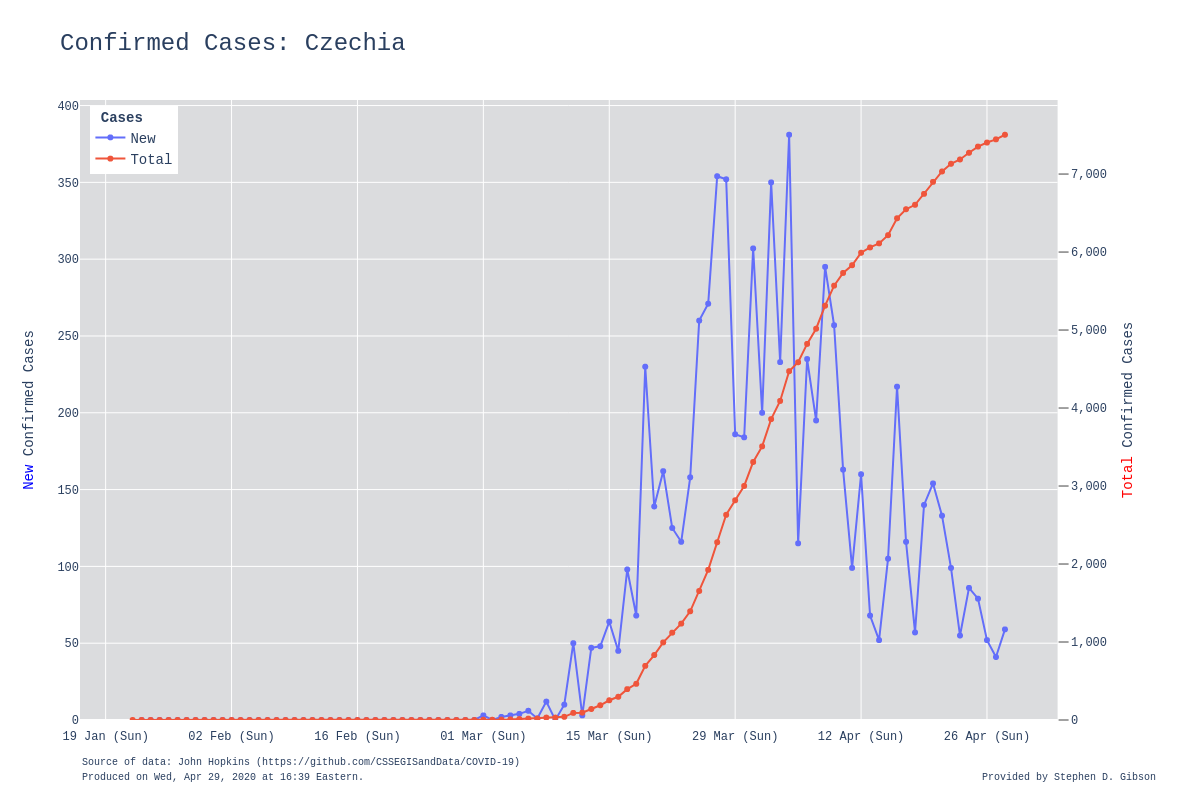 Confirmed Cases: Czechia
Cases
New
Total
400
350
300
250
200
150
100
50
0
New Confirmed Cases
7,000
6,000
5,000
4,000
3,000
2,000
1,000
0
Total Confirmed Cases
19 Jan (Sun) 02 Feb (Sun) 16 Feb (Sun) 01 Mar (Sun) 15 Mar (Sun) 29 Mar (Sun) 12 Apr (Sun) 26 Apr (Sun)
Source of data: John Hopkins (https://github.com/CSSEGISandData/COVID-19)
Produced on Wed, Apr 29, 2020 at 16:39 Eastern.
Provided by Stephen D. Gibson